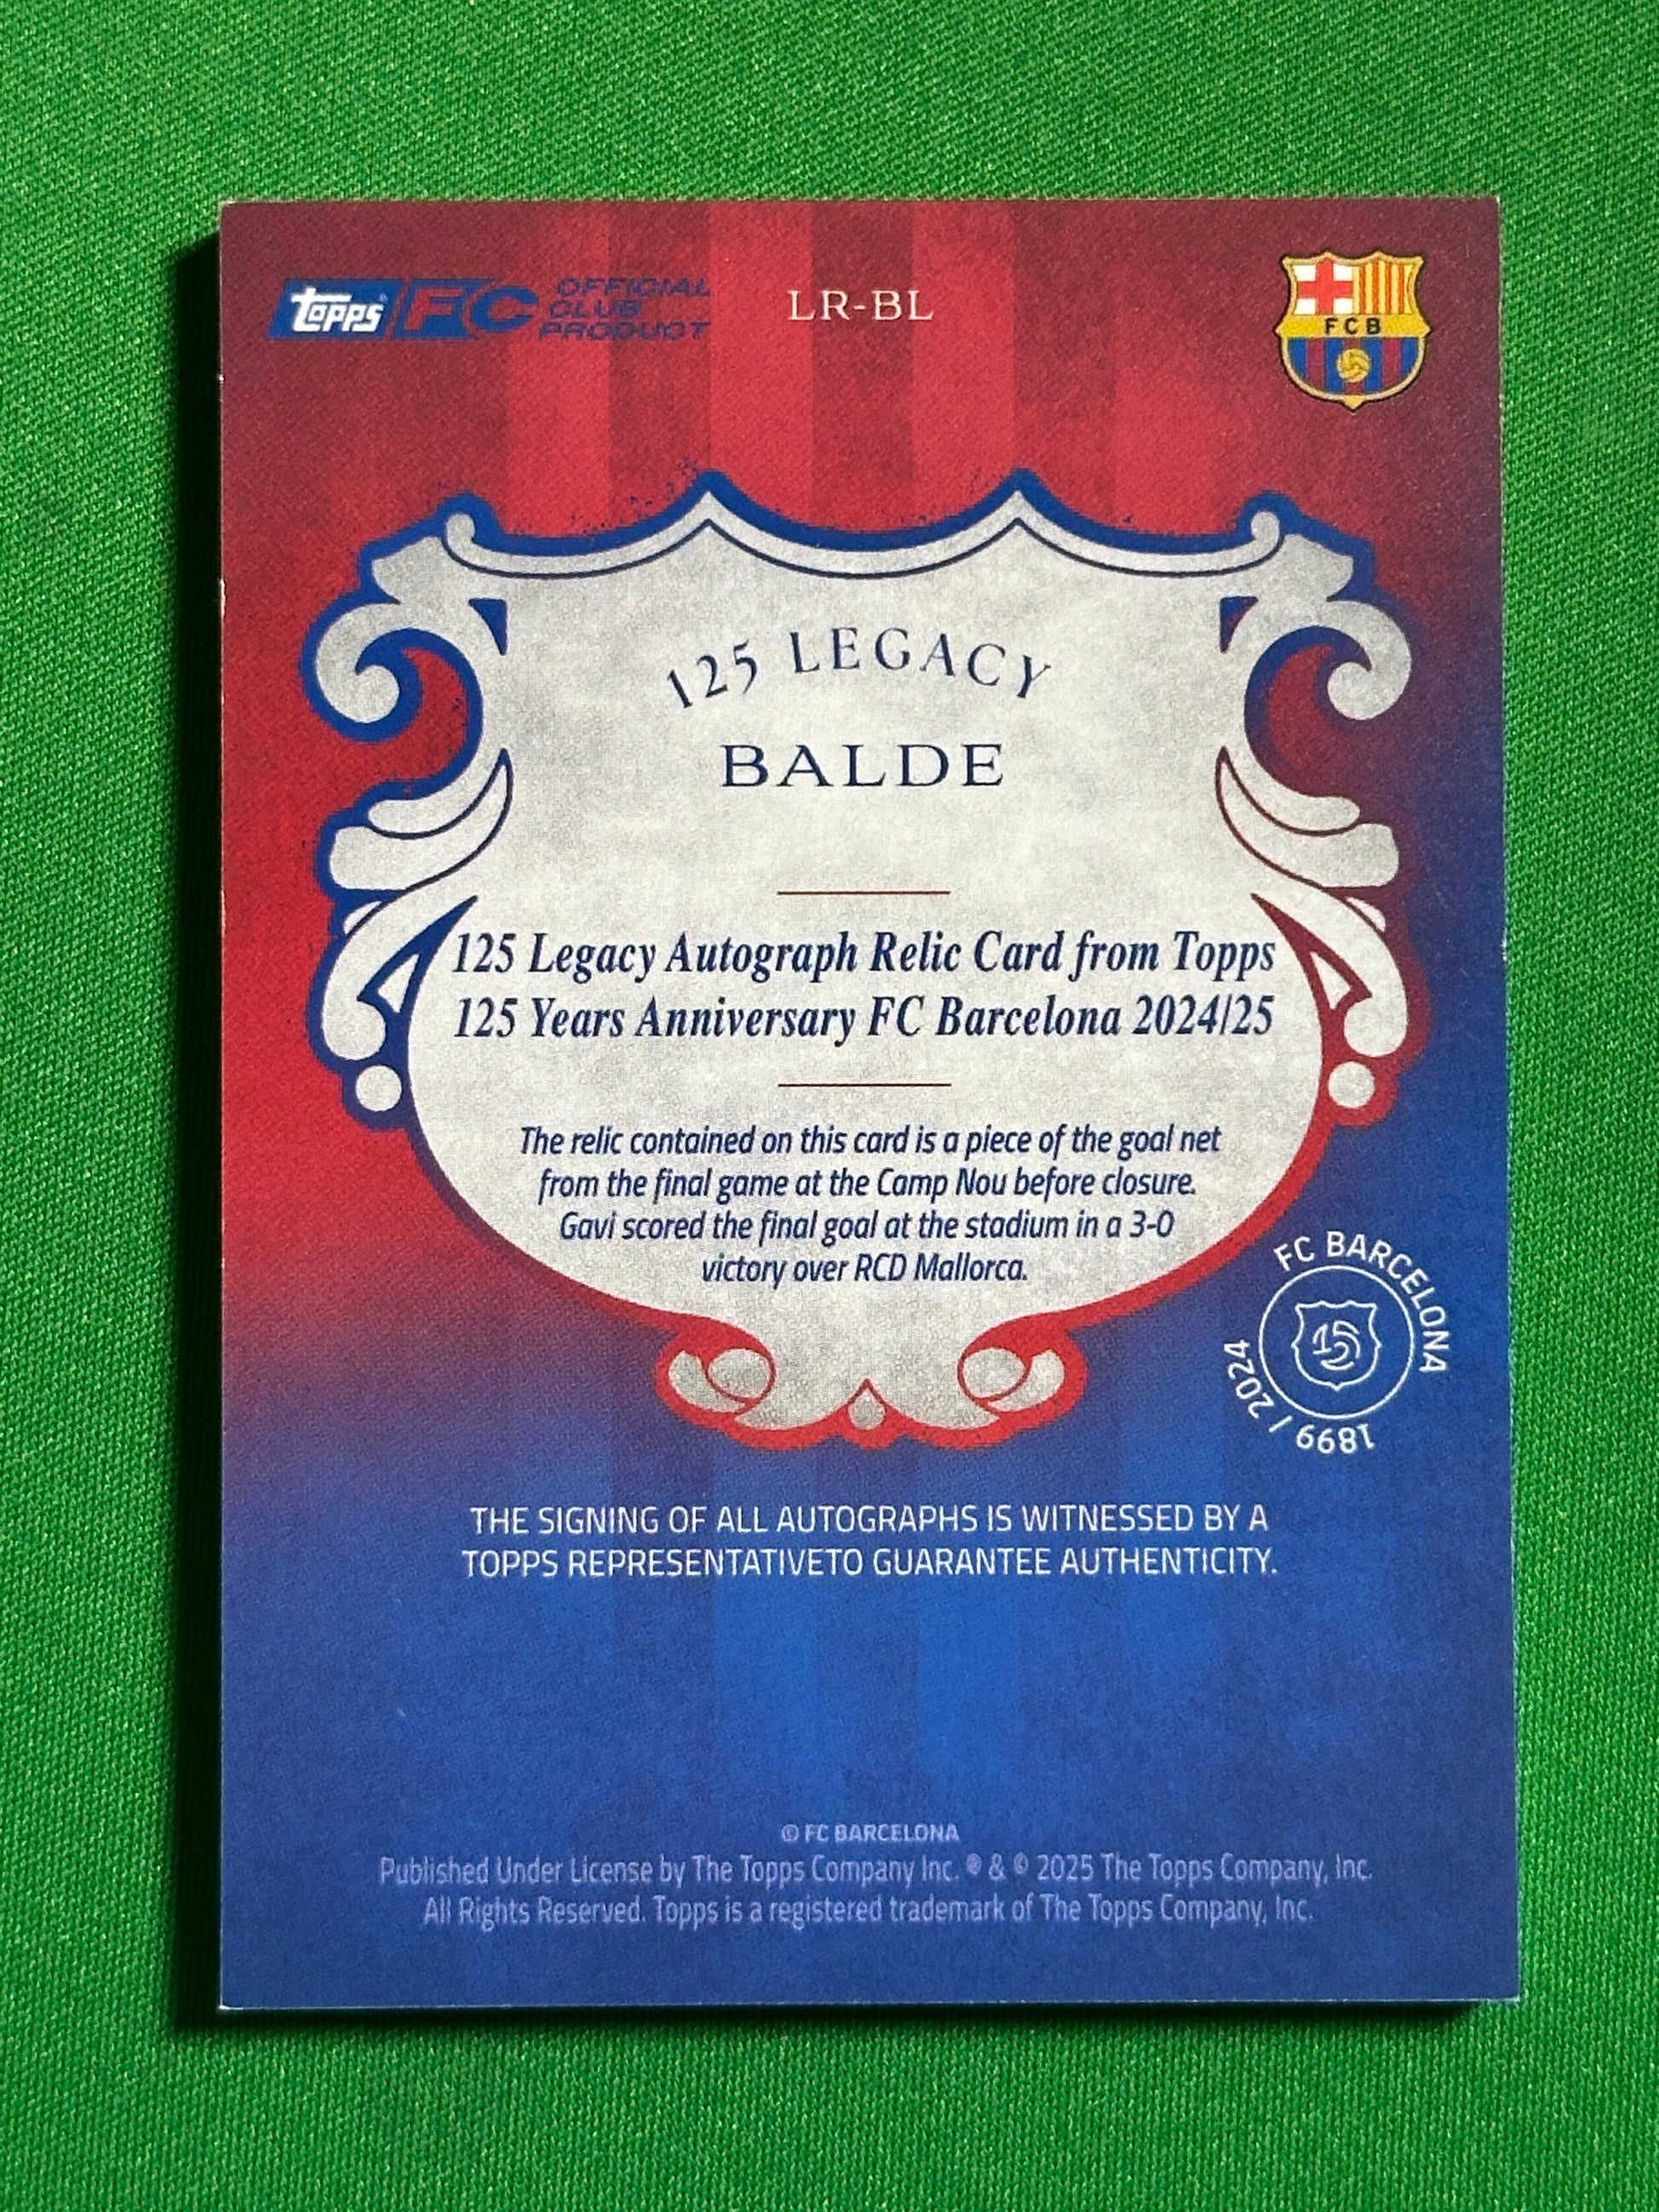 TOPPS FC OFFICIAL CLUB PRODUCT
LR-BL
FCB
125 LEGACY
BALDE
125 Legacy Autograph Relic Card from Topps
125 Years Anniversary FC Barcelona 2024/25
The relic contained on this card is a piece of the goal net
from the final game at the Camp Nou before closure.
Gavi scored the final goal at the stadium in a 3-0
victory over RCD Mallorca.
FC BARCELONA
125
1899 / 2024
THE SIGNING OF ALL AUTOGRAPHS IS WITNESSED BY A
TOPPS REPRESENTATIVETO GUARANTEE AUTHENTICITY.
© FC BARCELONA
Published Under License by The Topps Company Inc. ® & © 2025 The Topps Company, Inc.
All Rights Reserved. Topps is a registered trademark of The Topps Company, Inc.